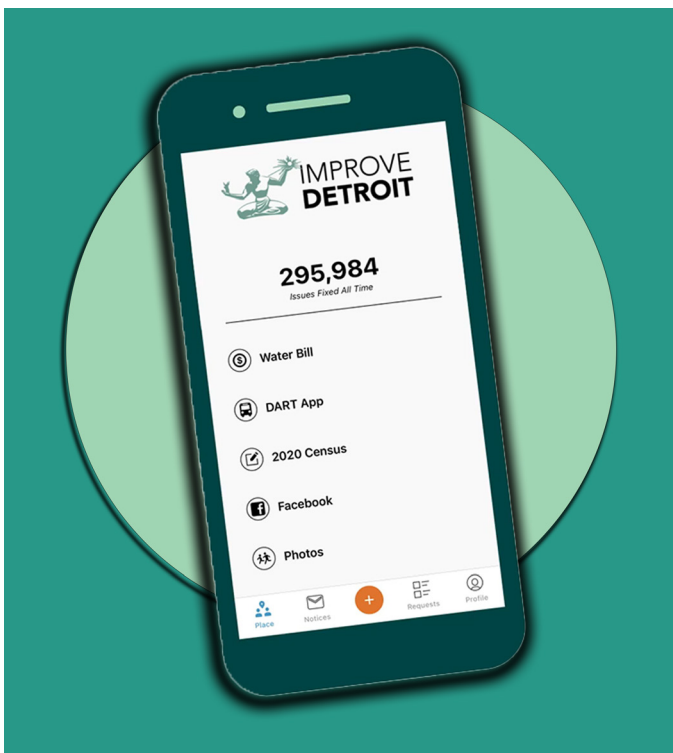 IMPROVE
DETROIT
295,984
Issues Fixed All Time
Water Bill
DART App
2020 Census
Facebook
Photos
Place
Notices
Requests
Profile